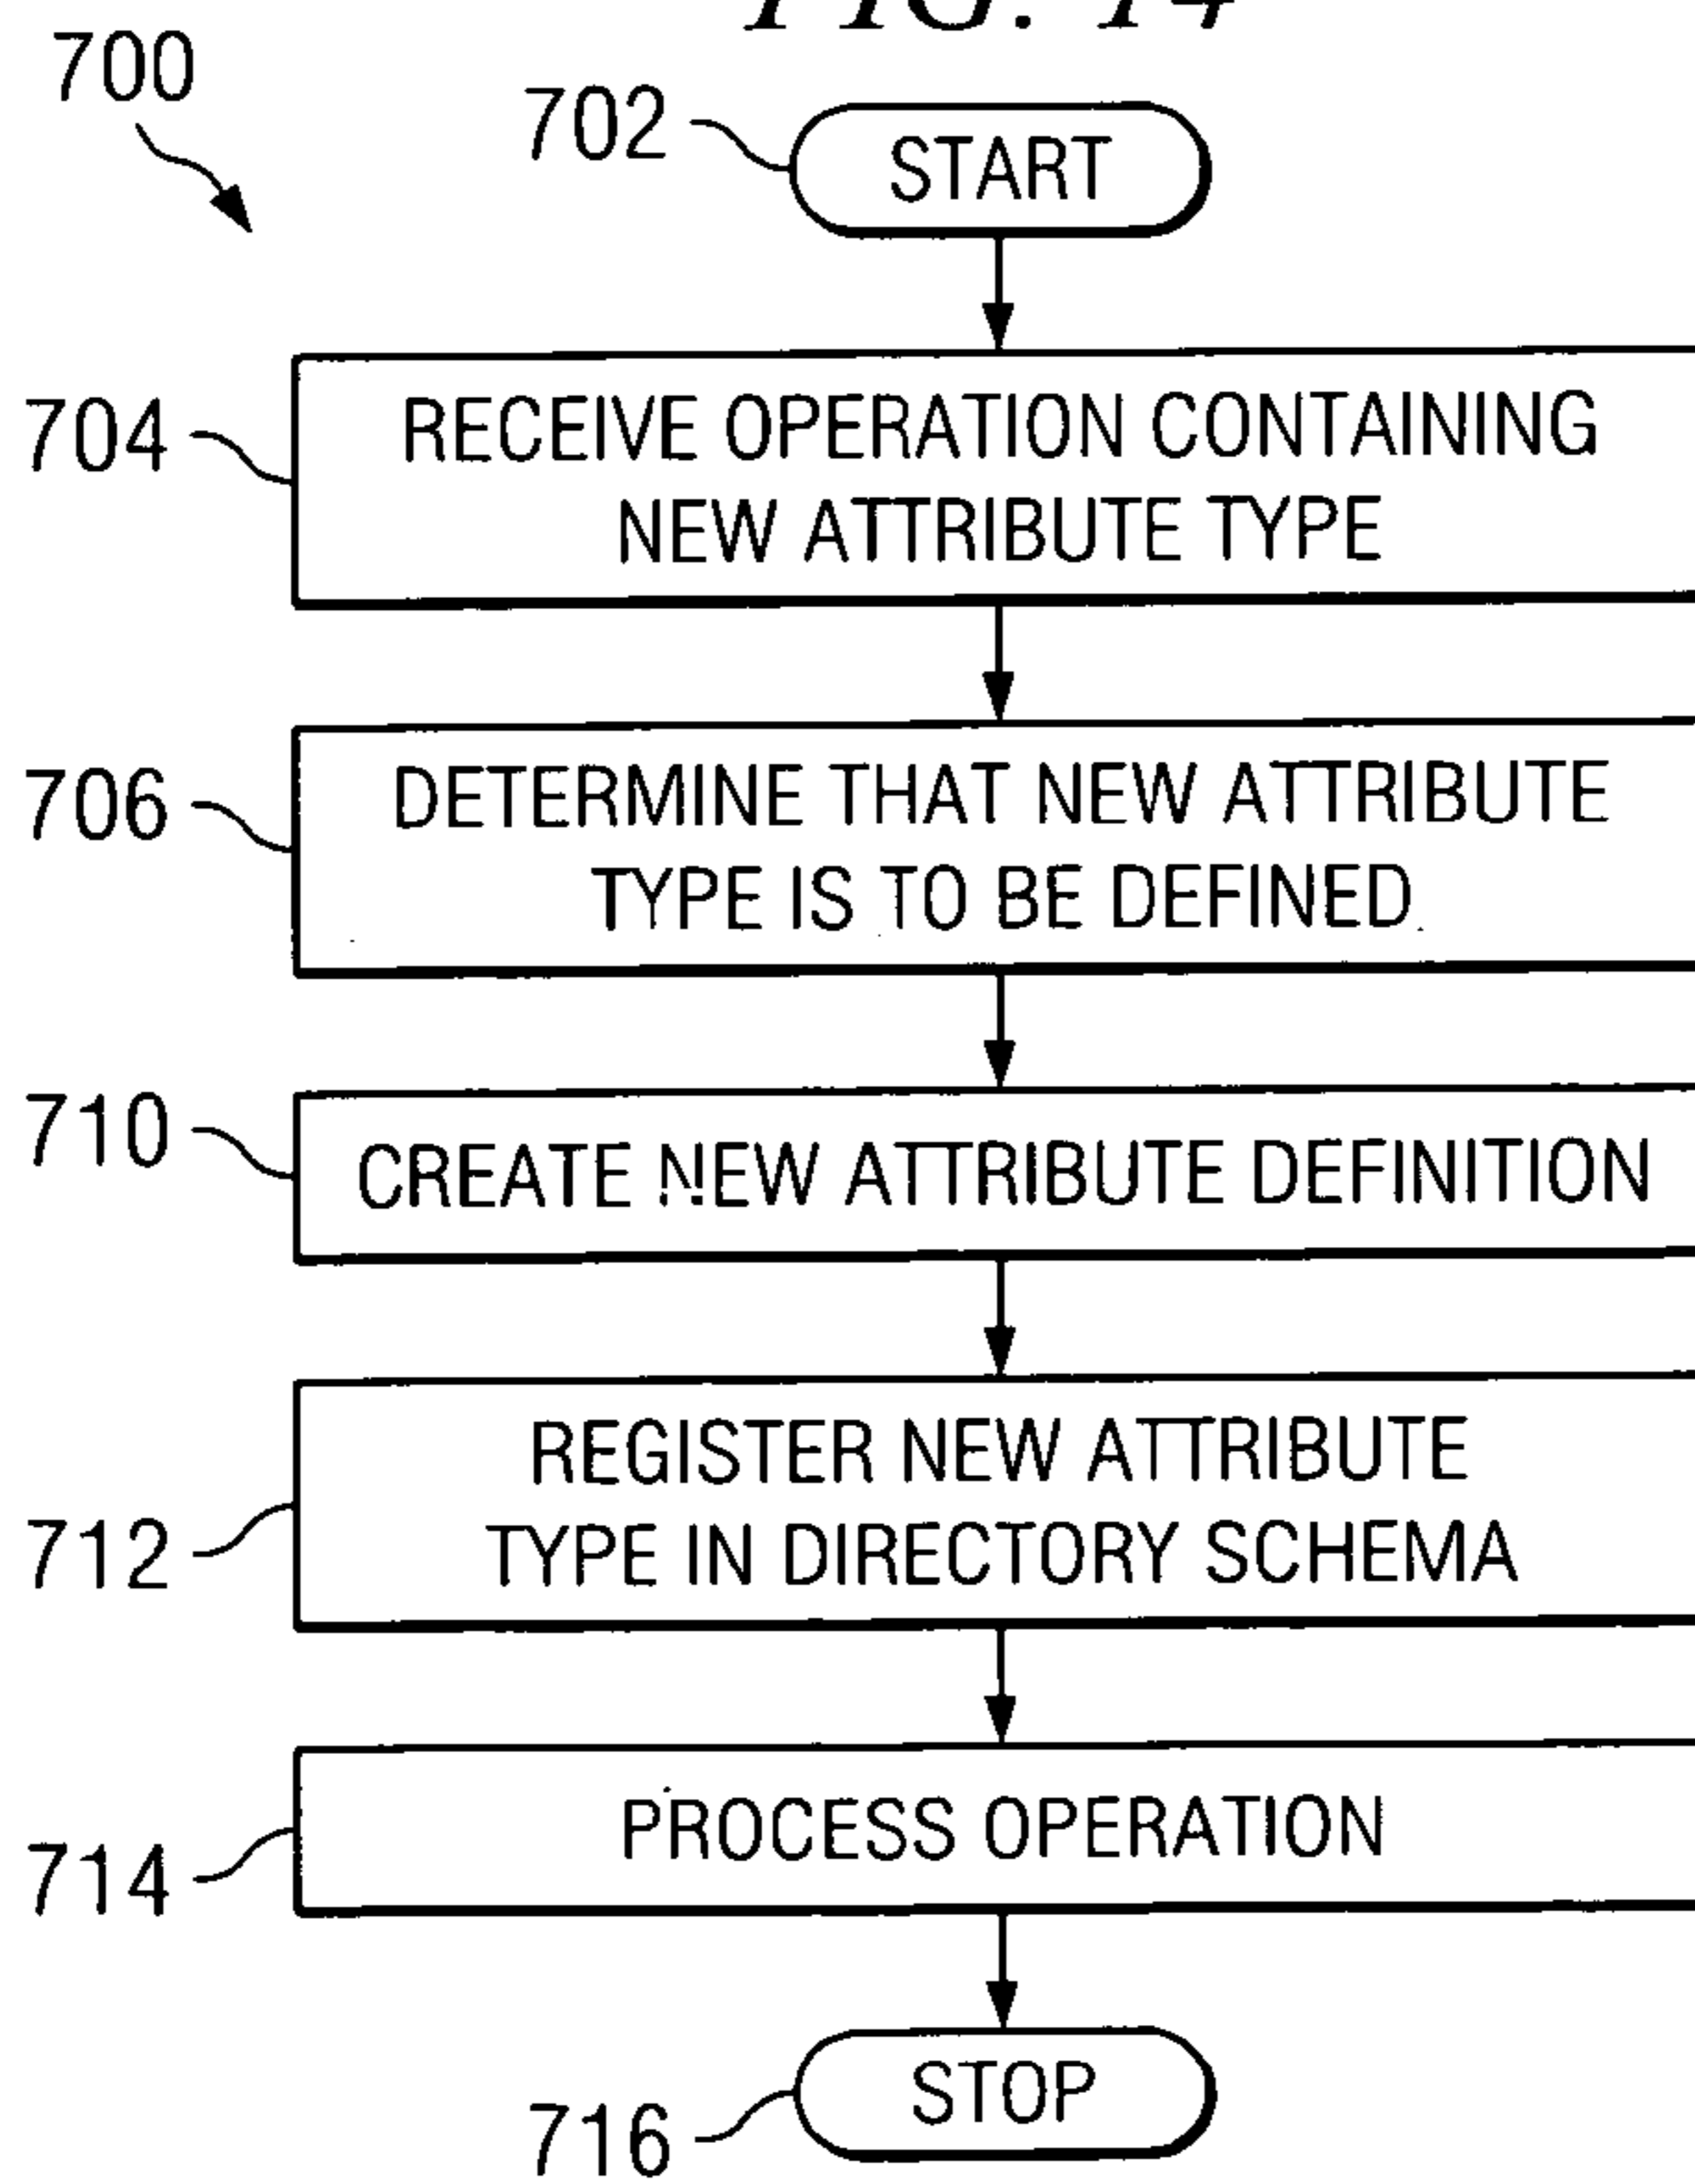 FIG. 14
700
702
START
704
RECEIVE OPERATION CONTAINING
NEW ATTRIBUTE TYPE
706
DETERMINE THAT NEW ATTRIBUTE
TYPE IS TO BE DEFINED
710
CREATE NEW ATTRIBUTE DEFINITION
712
REGISTER NEW ATTRIBUTE
TYPE IN DIRECTORY SCHEMA
714
PROCESS OPERATION
STOP
716